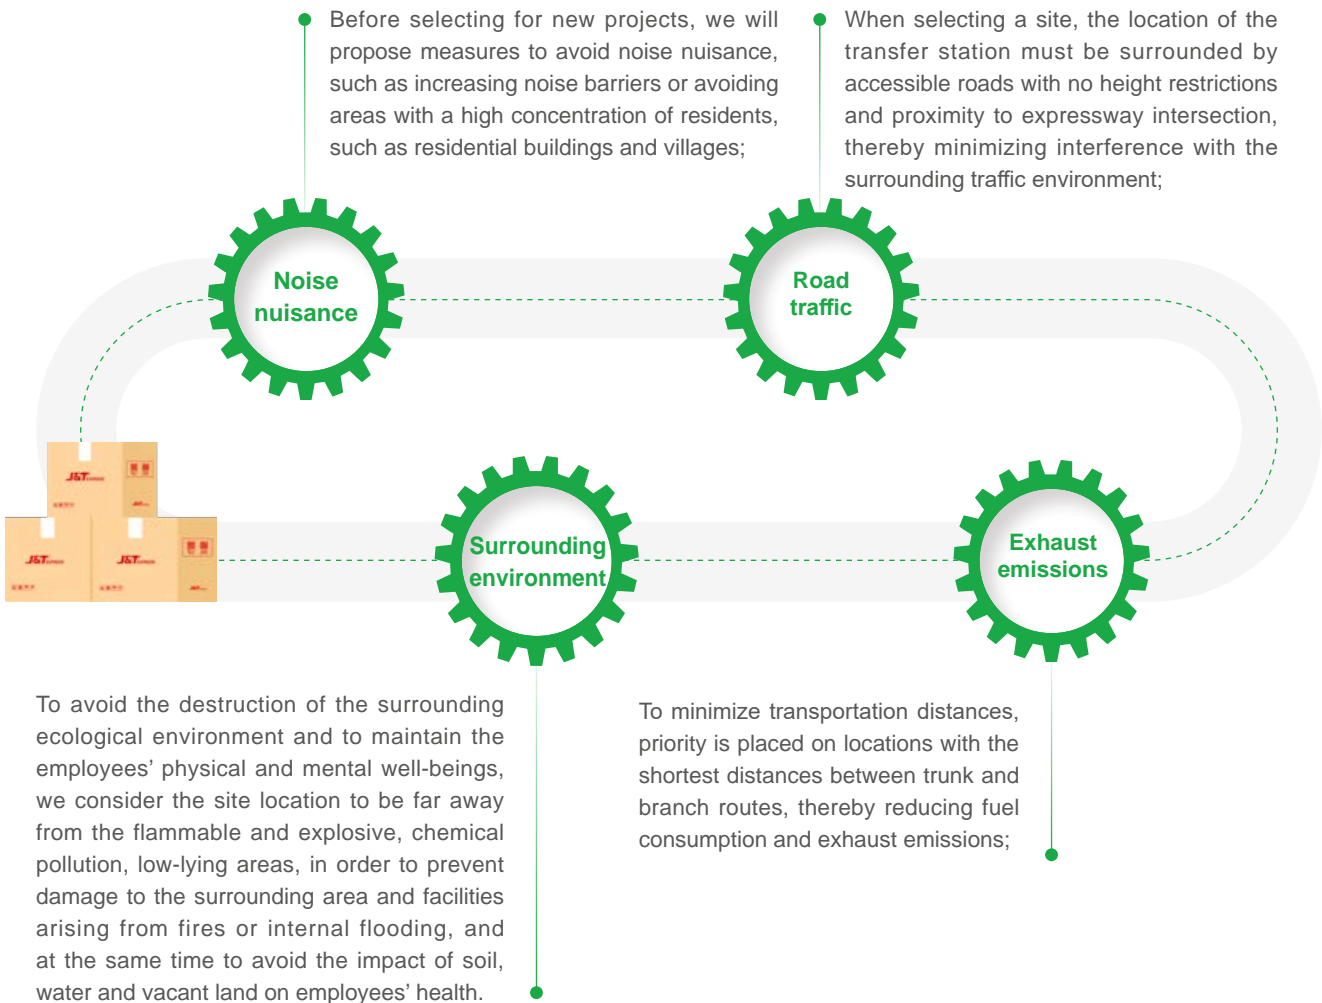 Before selecting for new projects, we will
propose measures to avoid noise nuisance,
such as increasing noise barriers or avoiding
areas with a high concentration of residents,
such as residential buildings and villages;
When selecting a site, the location of the
transfer station must be surrounded by
accessible roads with no height restrictions
and proximity to expressway intersection,
thereby minimizing interference with the
surrounding traffic environment;
Noise
nuisance
Road
traffic
J&T EXPRESS
J&T EXPRESS
J&T EXPRESS
Surrounding
environment
Exhaust
emissions
To avoid the destruction of the surrounding
ecological environment and to maintain the
employees’ physical and mental well-beings,
we consider the site location to be far away
from the flammable and explosive, chemical
pollution, low-lying areas, in order to prevent
damage to the surrounding area and facilities
arising from fires or internal flooding, and
at the same time to avoid the impact of soil,
water and vacant land on employees’ health.
To minimize transportation distances,
priority is placed on locations with the
shortest distances between trunk and
branch routes, thereby reducing fuel
consumption and exhaust emissions;